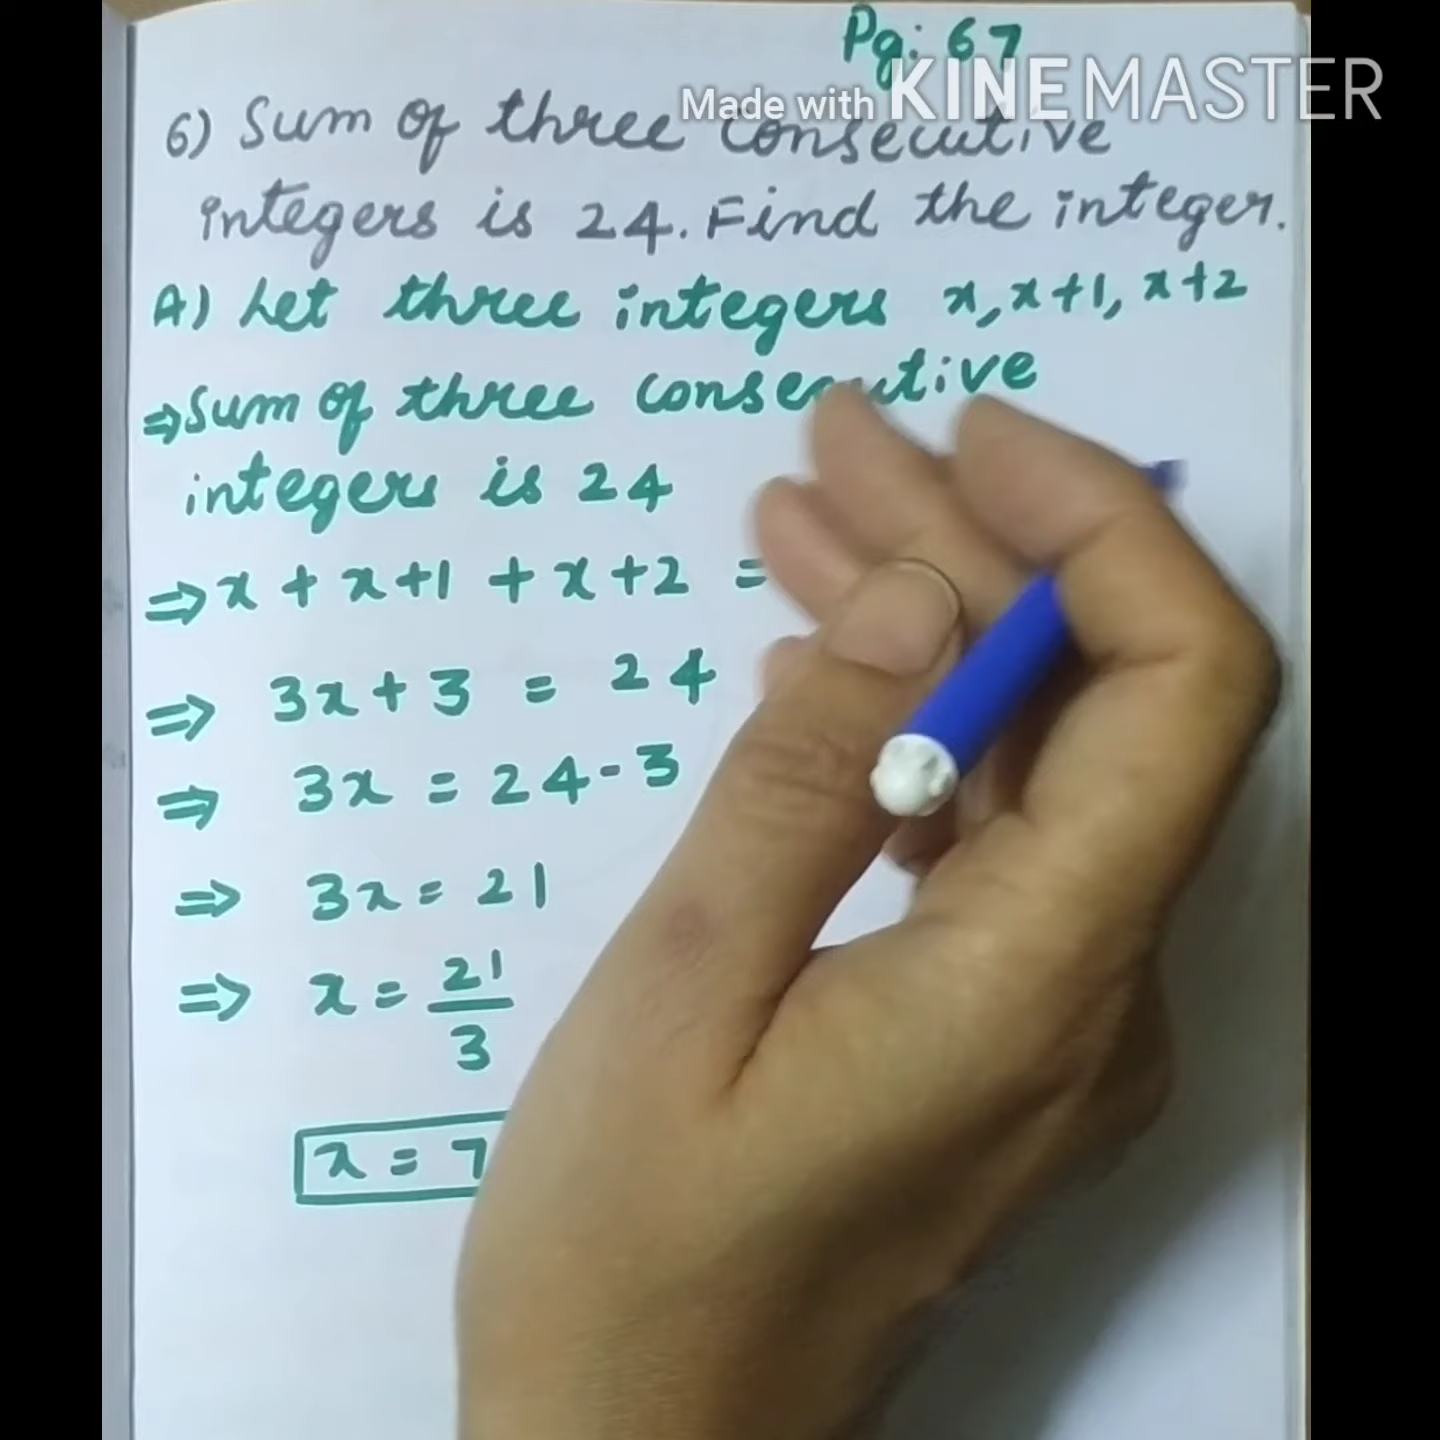 Pg: 67
Made with KINEMASTER
6) Sum of three consecutive
integers is 24. Find the integer.
A) Let three integers x, x+1, x+2
⇒ Sum of three consecutive
integers is 24
⇒ x + x+1 + x+2 =
⇒ 3x+3 = 24
⇒ 3x = 24-3
⇒ 3x = 21
⇒ x = 21/3
x = 7